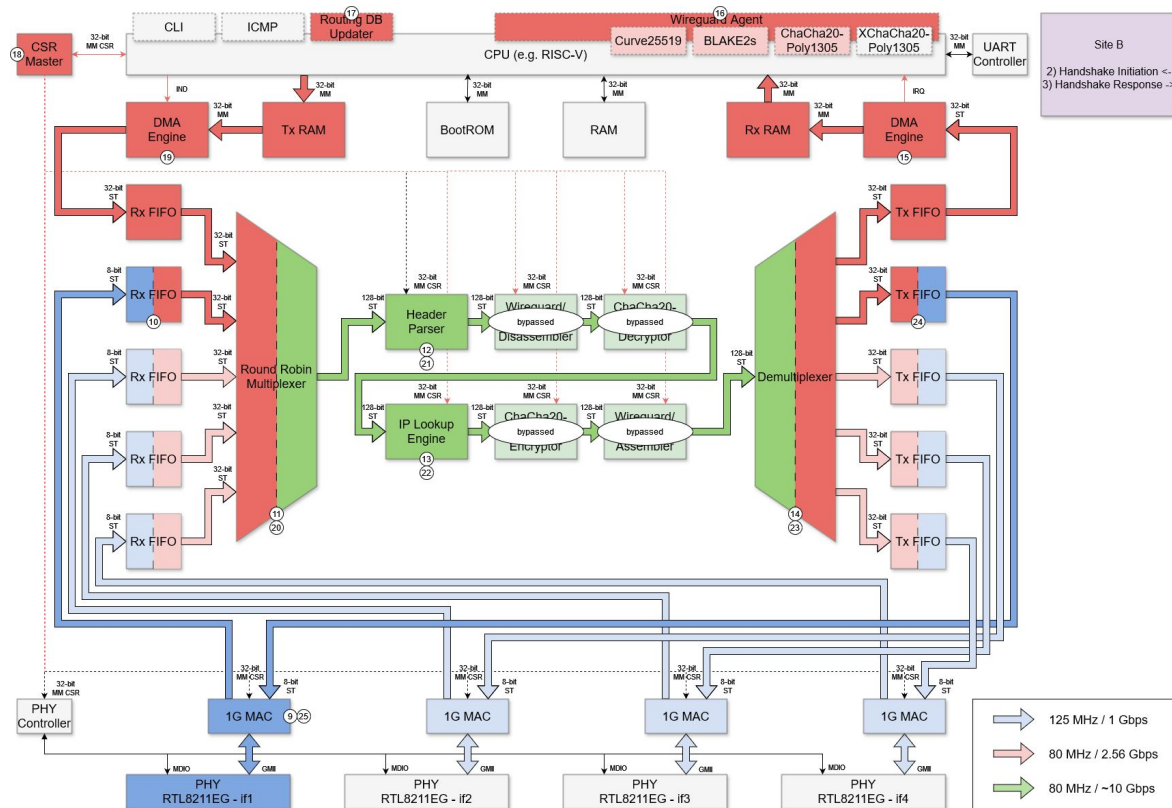 CLI
ICMP
Routing DB
Updater
17
Wireguard Agent
16
Curve25519
BLAKE2s
ChaCha20-
Poly1305
XChaCha20-
Poly1305
CPU (e.g. RISC-V)
CSR
Master
18
32-bit
MM CSR
32-bit
MM
UART
Controller
Site B
2) Handshake Initiation <-
3) Handshake Response ->
IND
32-bit
MM
32-bit
MM
32-bit
MM
32-bit
MM
IRQ
32-bit
ST
DMA
Engine
19
32-bit
MM
Tx RAM
BootROM
RAM
Rx RAM
32-bit
MM
DMA
Engine
15
32-bit
ST
Rx FIFO
32-bit
ST
32-bit
ST
Tx FIFO
8-bit
ST
Rx FIFO
10
32-bit
ST
32-bit
ST
Tx FIFO
24
8-bit
ST
Rx FIFO
32-bit
ST
32-bit
ST
Tx FIFO
8-bit
ST
Rx FIFO
32-bit
ST
32-bit
ST
Tx FIFO
8-bit
ST
Rx FIFO
32-bit
ST
32-bit
ST
Tx FIFO
Round Robin
Multiplexer
11
20
32-bit
MM CSR
32-bit
MM CSR
32-bit
MM CSR
128-bit
ST
Header
Parser
12
21
128-bit
ST
Wireguard/
bypassed
Disassembler
128-bit
ST
ChaCha20-
bypassed
Decryptor
32-bit
MM CSR
32-bit
MM CSR
32-bit
MM CSR
128-bit
ST
IP Lookup
Engine
13
22
128-bit
ST
ChaCha20-
bypassed
Encryptor
128-bit
ST
Wireguard/
bypassed
Assembler
128-bit
ST
Demultiplexer
14
23
32-bit
MM CSR
PHY
Controller
32-bit
MM CSR
8-bit
ST
1G MAC
9
25
32-bit
MM CSR
8-bit
ST
1G MAC
32-bit
MM CSR
8-bit
ST
1G MAC
32-bit
MM CSR
8-bit
ST
1G MAC
MDIO
GMII
MDIO
GMII
MDIO
GMII
MDIO
GMII
PHY
RTL8211EG - if1
PHY
RTL8211EG - if2
PHY
RTL8211EG - if3
PHY
RTL8211EG - if4
125 MHz / 1 Gbps
80 MHz / 2.56 Gbps
80 MHz / ~10 Gbps